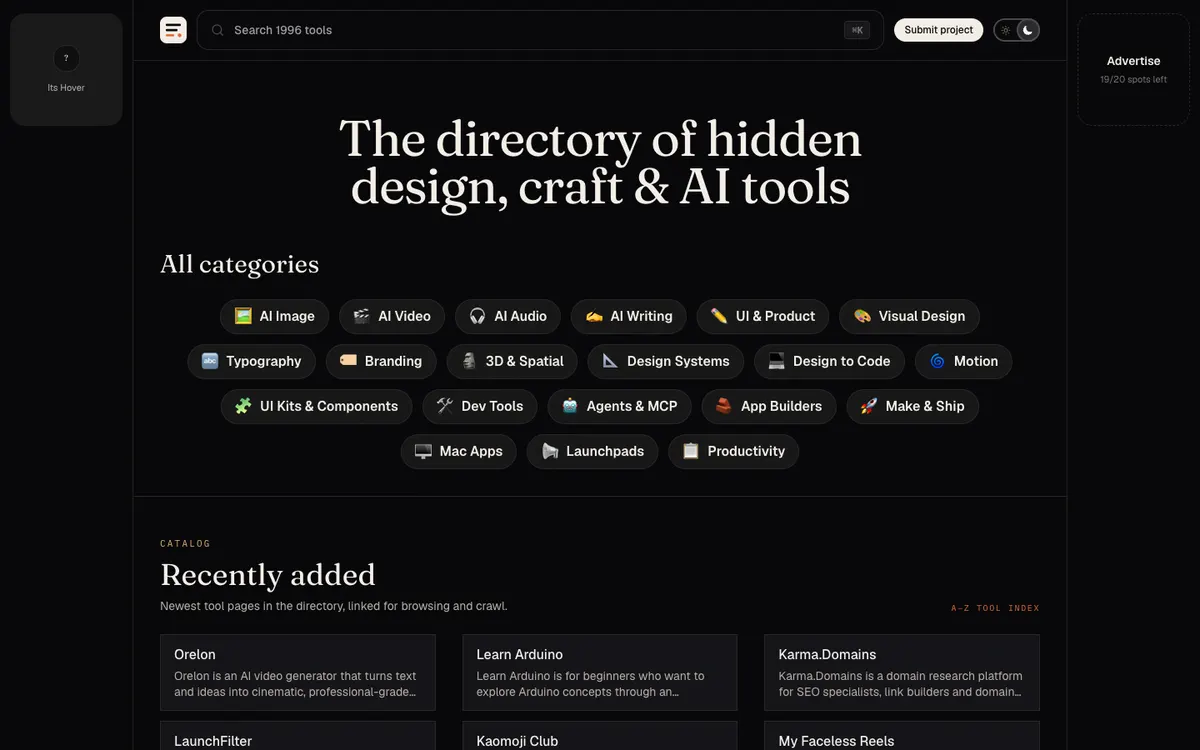 Search 1996 tools
⌘K
Submit project
?
Its Hover
Advertise
19/20 spots left
The directory of hidden
design, craft & AI tools
All categories
AI Image
AI Video
AI Audio
AI Writing
UI & Product
Visual Design
abc
Typography
Branding
3D & Spatial
Design Systems
Design to Code
Motion
UI Kits & Components
Dev Tools
Agents & MCP
App Builders
Make & Ship
Mac Apps
Launchpads
Productivity
CATALOG
Recently added
Newest tool pages in the directory, linked for browsing and crawl.
A–Z TOOL INDEX
Orelon
Orelon is an AI video generator that turns text
and ideas into cinematic, professional-grade…
Learn Arduino
Learn Arduino is for beginners who want to
explore Arduino concepts through an…
Karma.Domains
Karma.Domains is a domain research platform
for SEO specialists, link builders and domain…
LaunchFilter
Kaomoji Club
My Faceless Reels